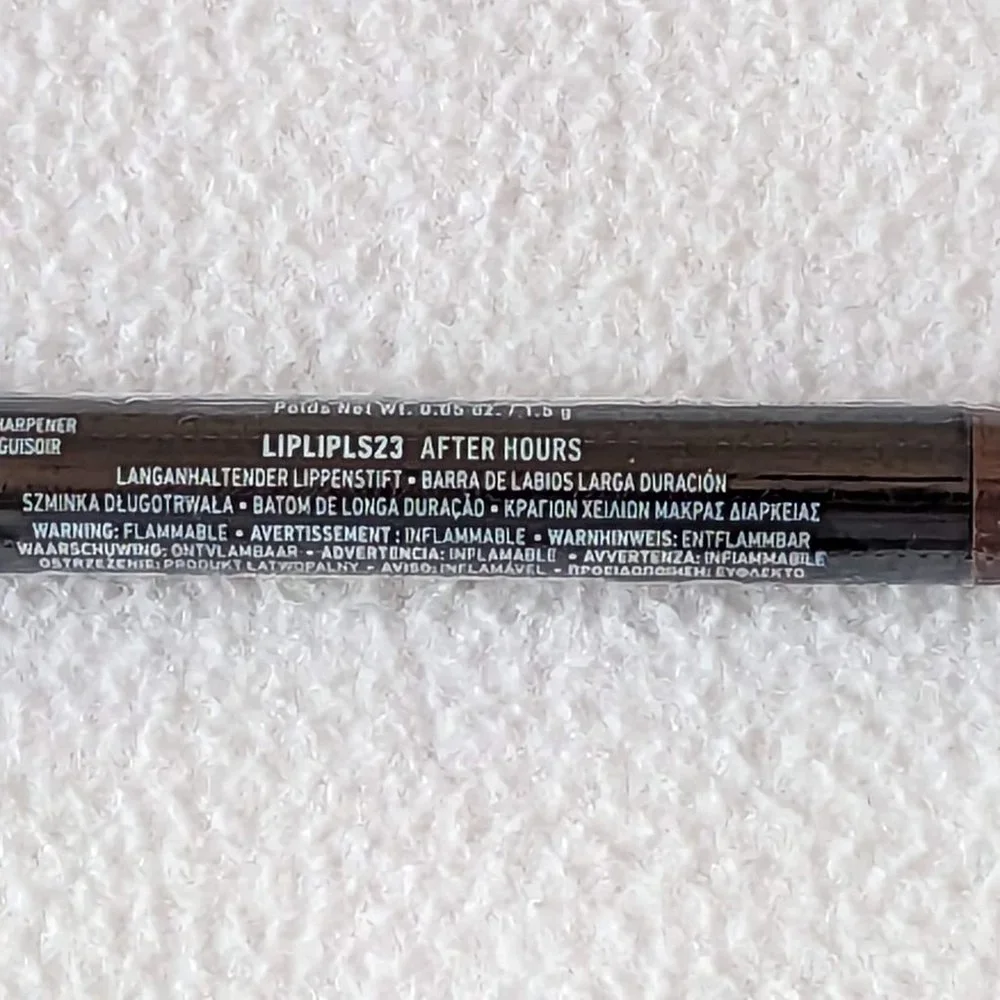 Poids Net Wt. 0.05 oz. / 1.5 g
HARPENER
GUISOIR
LIPLIPLS23 AFTER HOURS
LANGANHALTENDER LIPPENSTIFT • BARRA DE LABIOS LARGA DURACIÓN
SZMINKA DŁUGOTRWAŁA • BATOM DE LONGA DURAÇÃO • ΚΡΑΓΙΟΝ ΧΕΙΛΙΩΝ ΜΑΚΡΑΣ ΔΙΑΡΚΕΙΑΣ
WARNING: FLAMMABLE • AVERTISSEMENT : INFLAMMABLE • WARNHINWEIS: ENTFLAMMBAR
WAARSCHUWING: ONTVLAMBAAR • ADVERTENCIA: INFLAMABLE • AVVERTENZA: INFIAMMABILE
OSTRZEŻENIE: PRODUKT ŁATWOPALNY • AVISO: INFLAMÁVEL • ΠΡΟΕΙΔΟΠΟΙΗΣΗ: ΕΥΦΛΕΚΤΟ